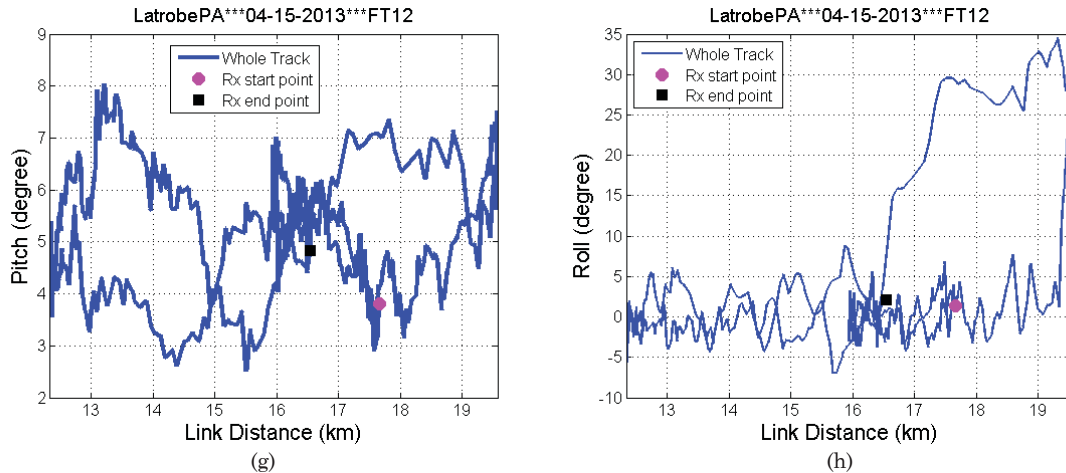 LatrobePA***04-15-2013***FT12
9
8
7
6
5
4
3
2
Pitch (degree)
Whole Track
Rx start point
Rx end point
13 14 15 16 17 18 19
Link Distance (km)
(g)
LatrobePA***04-15-2013***FT12
35
30
25
20
15
10
5
0
-5
-10
Roll (degree)
Whole Track
Rx start point
Rx end point
13 14 15 16 17 18 19
Link Distance (km)
(h)